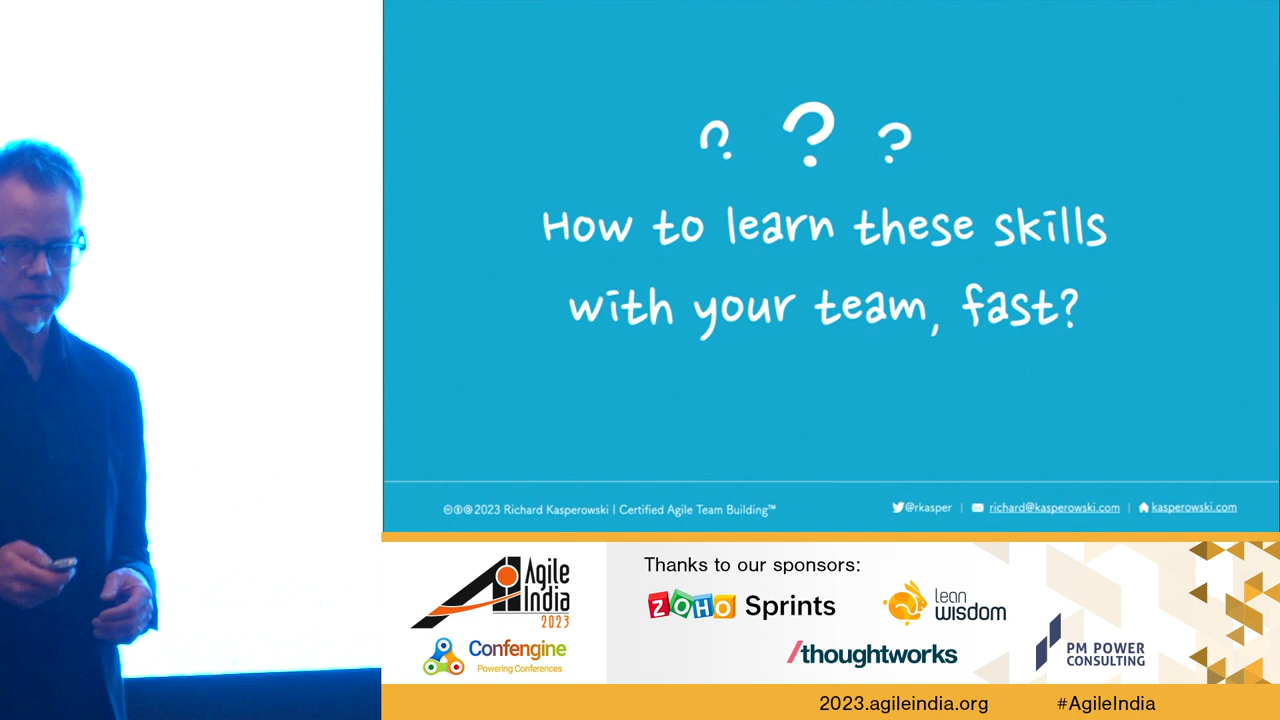 ? ? ?
How to learn these skills
with your team, fast?
2023 Richard Kasperowski | Certified Agile Team Building™
@rkasper | richard@kasperowski.com | kasperowski.com
Agile
India
2023
Confengine
Powering Conferences
Thanks to our sponsors:
ZOHO Sprints
lean
wisdom
/thoughtworks
PM POWER
CONSULTING
2023.agileindia.org #AgileIndia